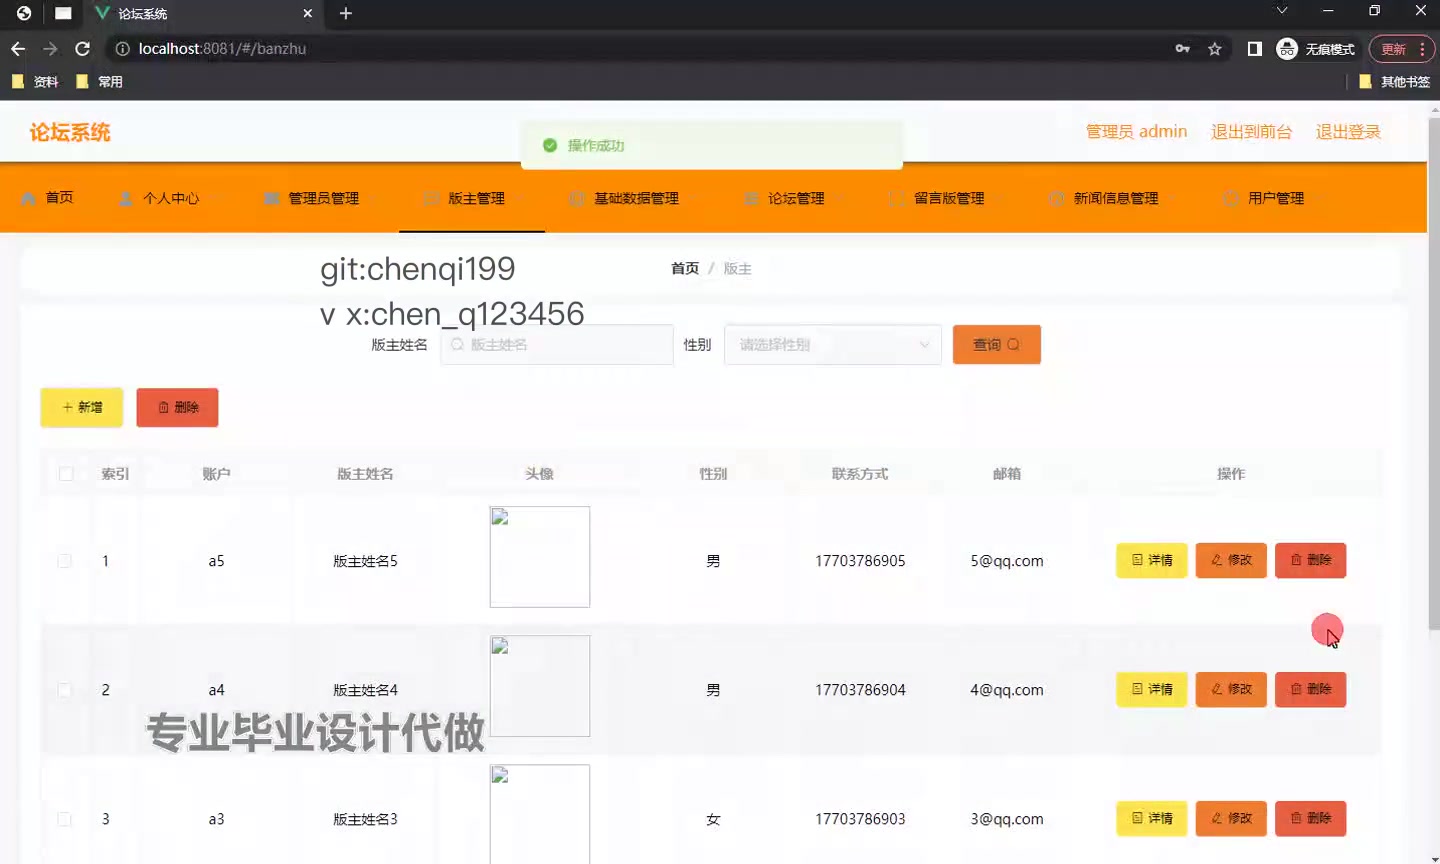 论坛系统
localhost:8081/#/banzhu
无痕模式
更新
资料
常用
其他书签
论坛系统
操作成功
管理员 admin
退出到前台
退出登录
首页
个人中心
管理员管理
版主管理
基础数据管理
论坛管理
留言版管理
新闻信息管理
用户管理
git:chenqi199
首页 / 版主
v x:chen_q123456
版主姓名
版主姓名
性别
请选择性别
查询
新增
删除
索引 账户 版主姓名 头像 性别 联系方式 邮箱 操作
1 a5 版主姓名5 男 17703786905 5@qq.com 详情 修改 删除
2 a4 版主姓名4 男 17703786904 4@qq.com 详情 修改 删除
专业毕业设计代做
3 a3 版主姓名3 女 17703786903 3@qq.com 详情 修改 删除